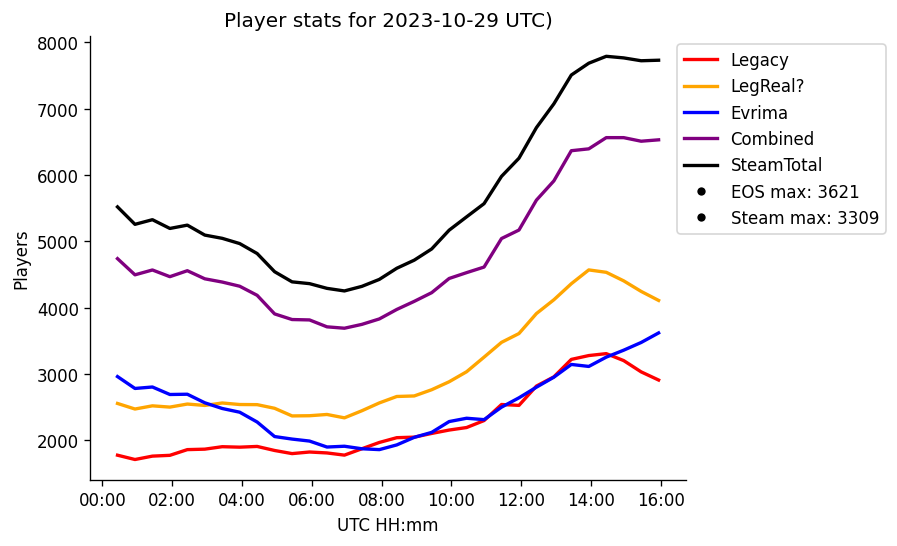 Player stats for 2023-10-29 UTC)
8000
7000
6000
5000
4000
3000
2000
Players
00:00 02:00 04:00 06:00 08:00 10:00 12:00 14:00 16:00
UTC HH:mm
Legacy
LegReal?
Evrima
Combined
SteamTotal
EOS max: 3621
Steam max: 3309